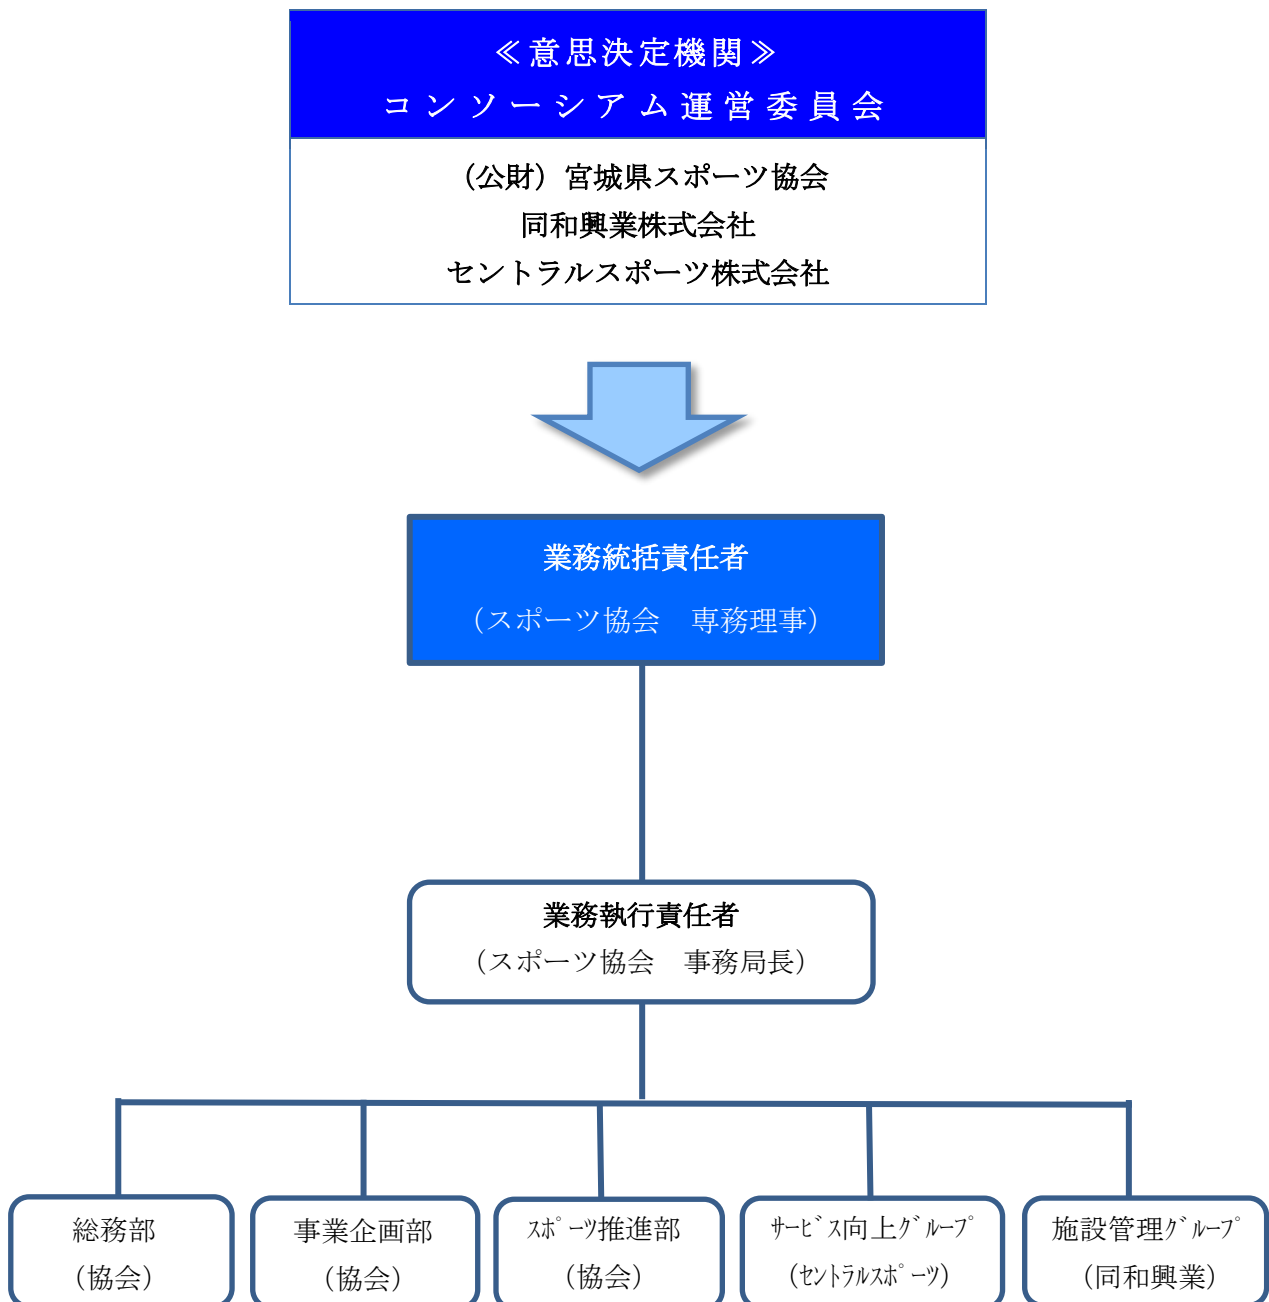 ≪意思決定機関≫
コンソーシアム運営委員会
（公財）宮城県スポーツ協会
同和興業株式会社
セントラルスポーツ株式会社
業務統括責任者
（スポーツ協会　専務理事）
業務執行責任者
（スポーツ協会　事務局長）
総務部
（協会）
事業企画部
（協会）
ｽﾎﾟｰﾂ推進部
（協会）
ｻｰﾋﾞｽ向上ｸﾞﾙｰﾌﾟ
（ｾﾝﾄﾗﾙｽﾎﾟｰﾂ）
施設管理ｸﾞﾙｰﾌﾟ
（同和興業）